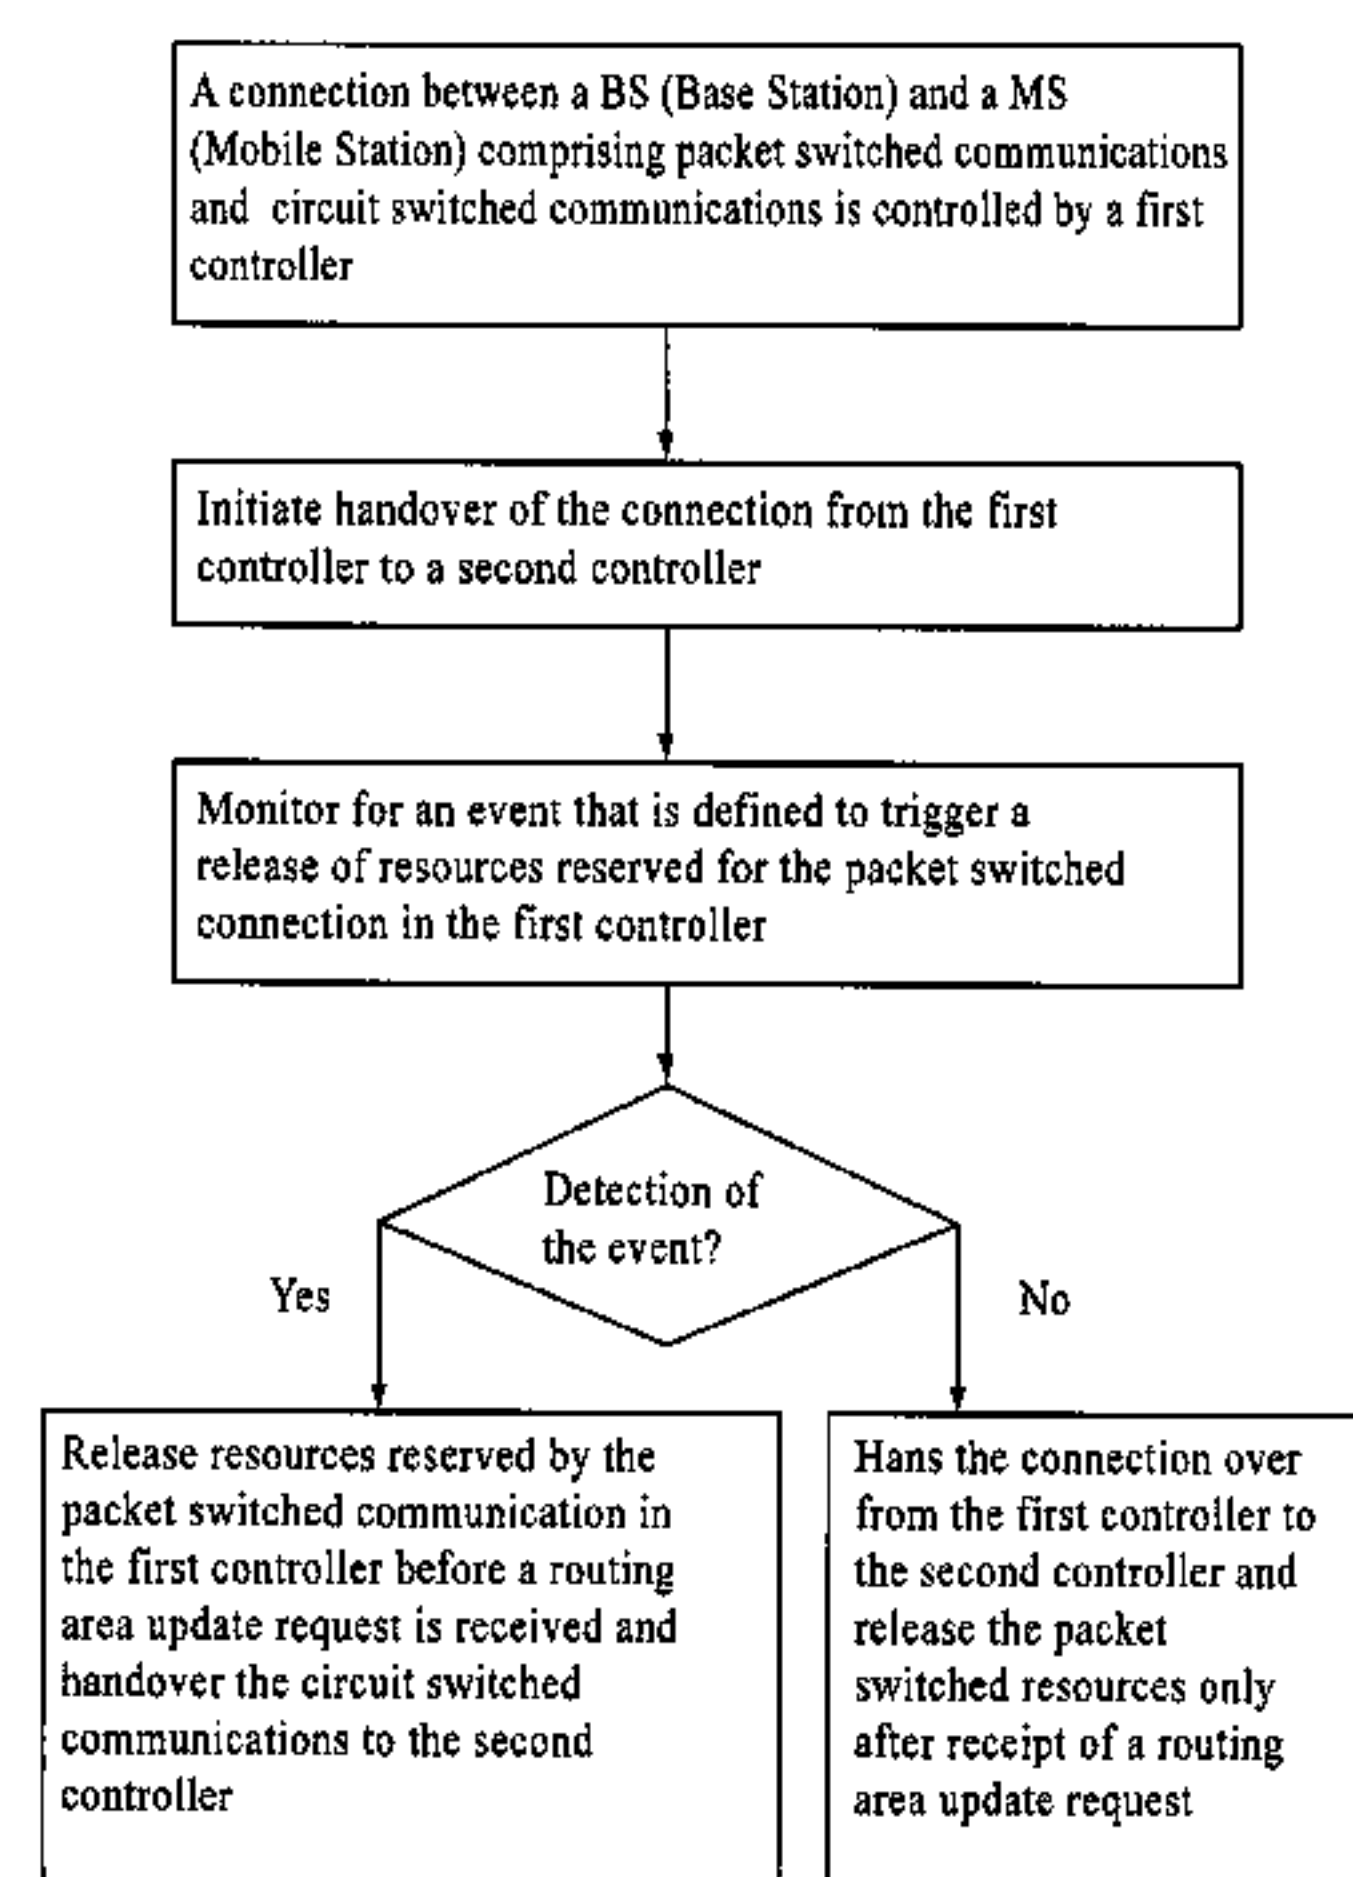 A connection between a BS (Base Station) and a MS
(Mobile Station) comprising packet switched communications
and circuit switched communications is controlled by a first
controller
Initiate handover of the connection from the first
controller to a second controller
Monitor for an event that is defined to trigger a
release of resources reserved for the packet switched
connection in the first controller
Detection of
the event?
Yes
No
Release resources reserved by the
packet switched communication in
the first controller before a routing
area update request is received and
handover the circuit switched
communications to the second
controller
Hans the connection over
from the first controller to
the second controller and
release the packet
switched resources only
after receipt of a routing
area update request